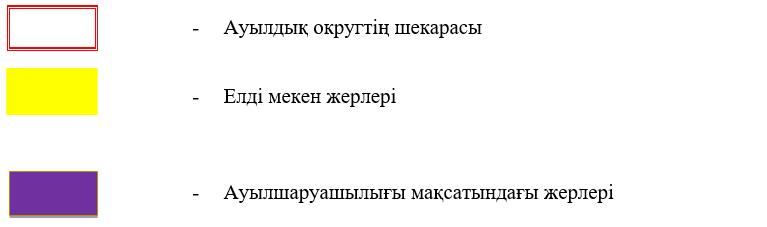 - Ауылдық округтің шекарасы
- Елді мекен жерлері
- Ауылшаруашылығы мақсатындағы жерлері